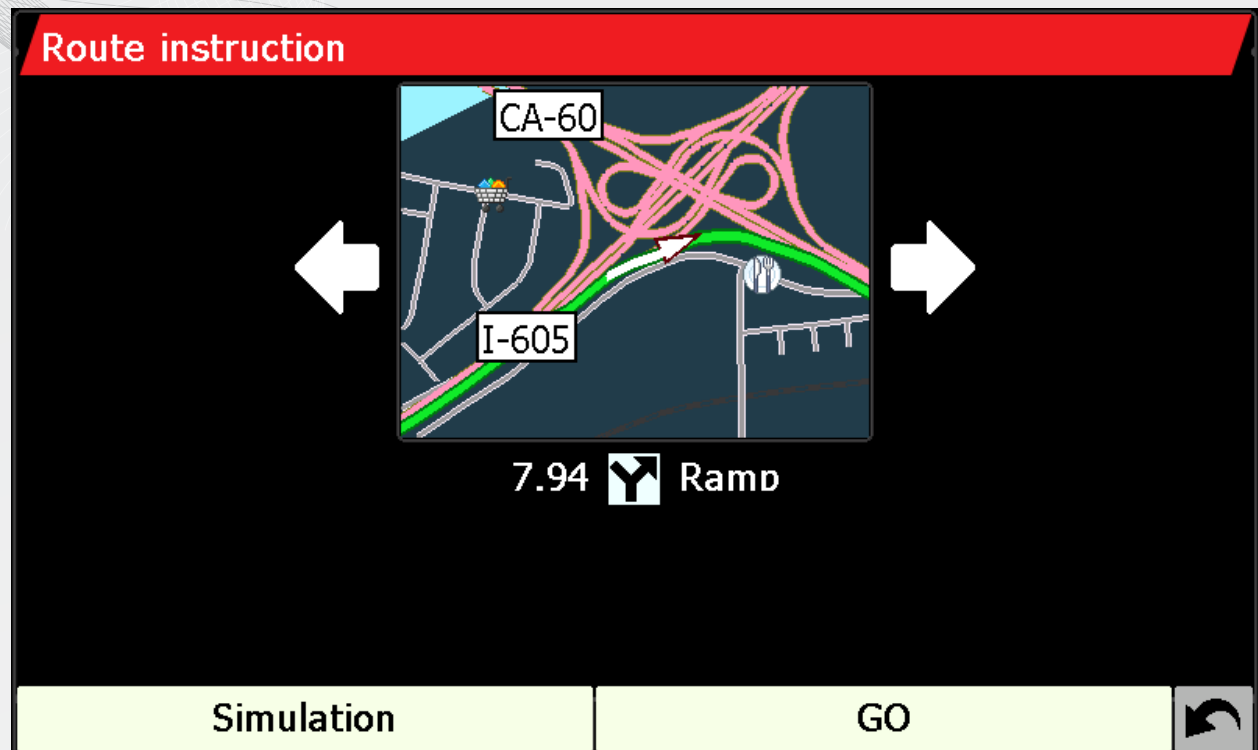 Route instruction
CA-60
I-605
7.94 Ramp
Simulation
GO